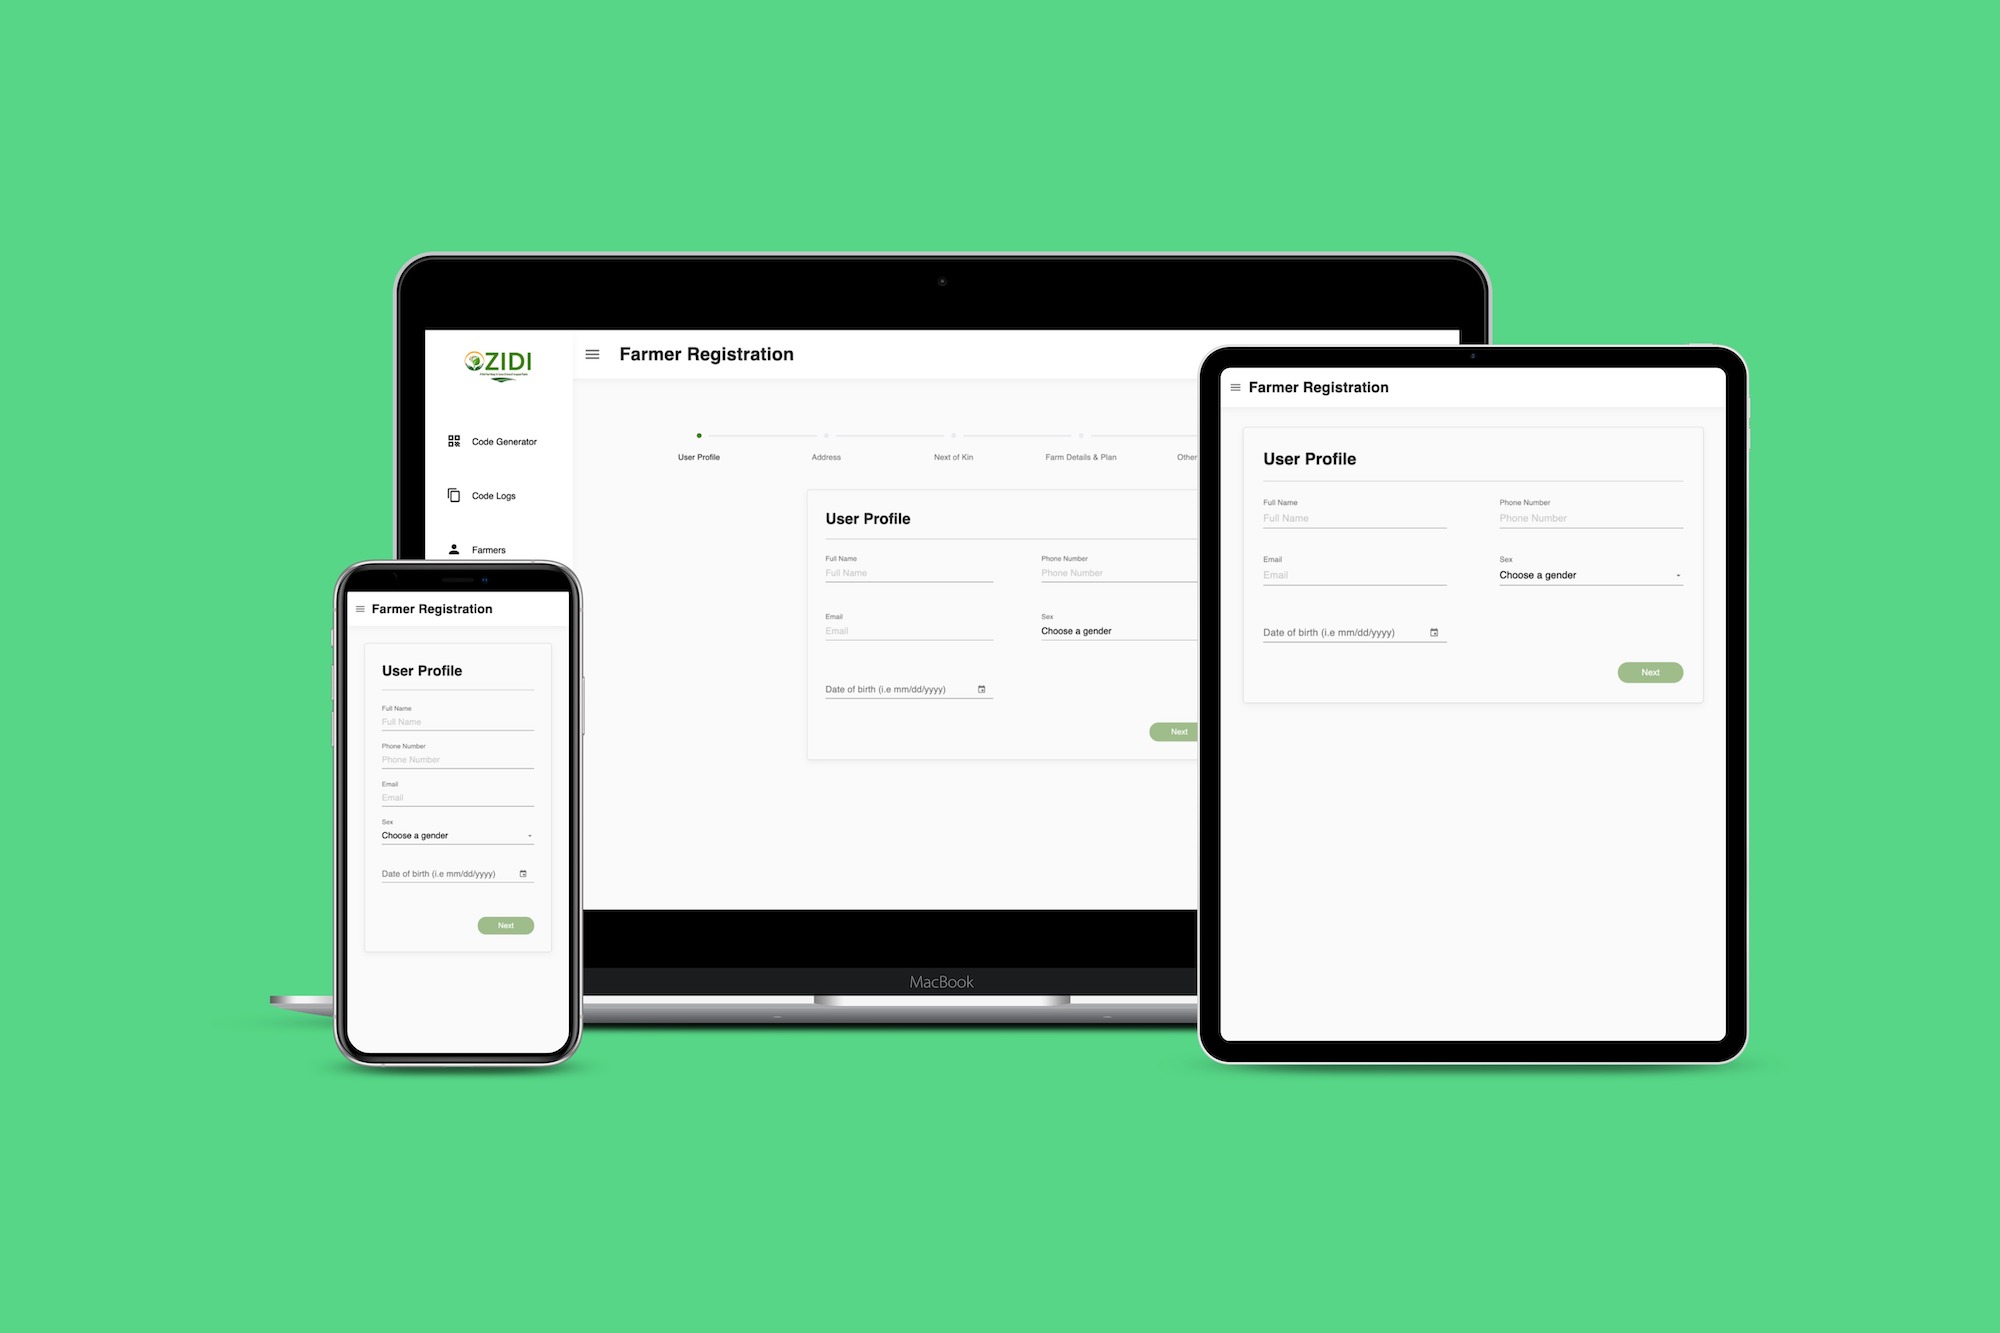 ZIDI
Farmer Registration
Code Generator
Code Logs
Farmers
User Profile
Address
Next of Kin
Farm Details & Plan
Other
User Profile
Full Name
Full Name
Phone Number
Phone Number
Email
Email
Sex
Choose a gender
Date of birth (i.e mm/dd/yyyy)
Next
MacBook
Farmer Registration
User Profile
Full Name
Full Name
Phone Number
Phone Number
Email
Email
Sex
Choose a gender
Date of birth (i.e mm/dd/yyyy)
Next
Farmer Registration
User Profile
Full Name
Full Name
Phone Number
Phone Number
Email
Email
Sex
Choose a gender
Date of birth (i.e mm/dd/yyyy)
Next